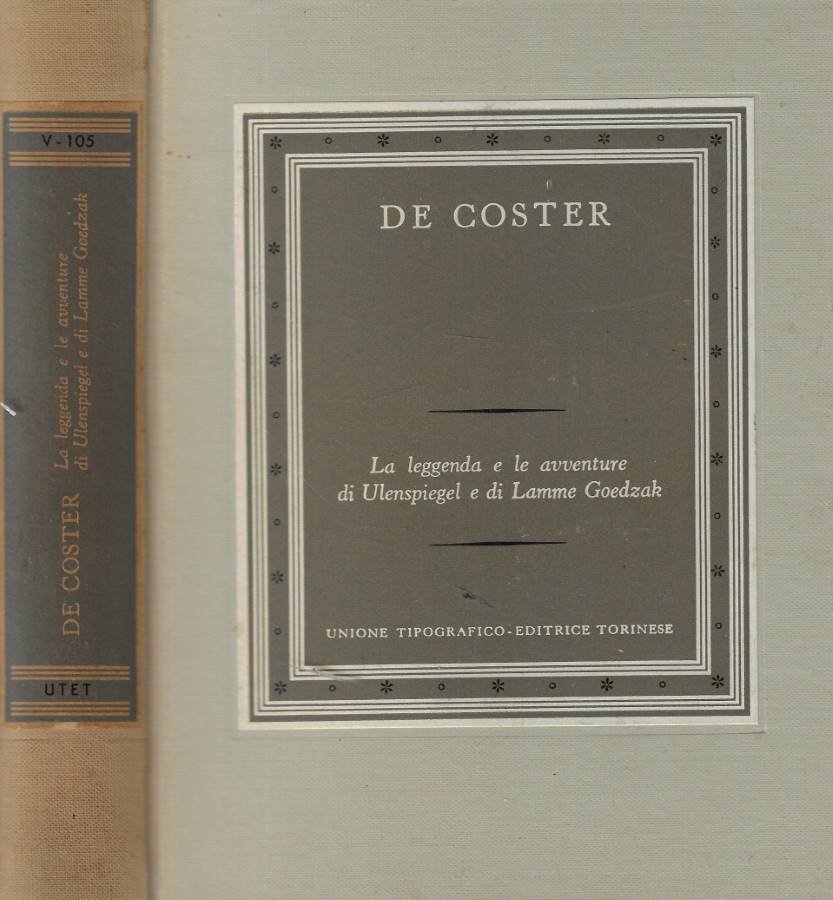 V-105
DE COSTER
La leggenda e le avventure
di Ulenspiegel e di Lamme Goedzak
UTET
DE COSTER
La leggenda e le avventure
di Ulenspiegel e di Lamme Goedzak
UNIONE TIPOGRAFICO-EDITRICE TORINESE